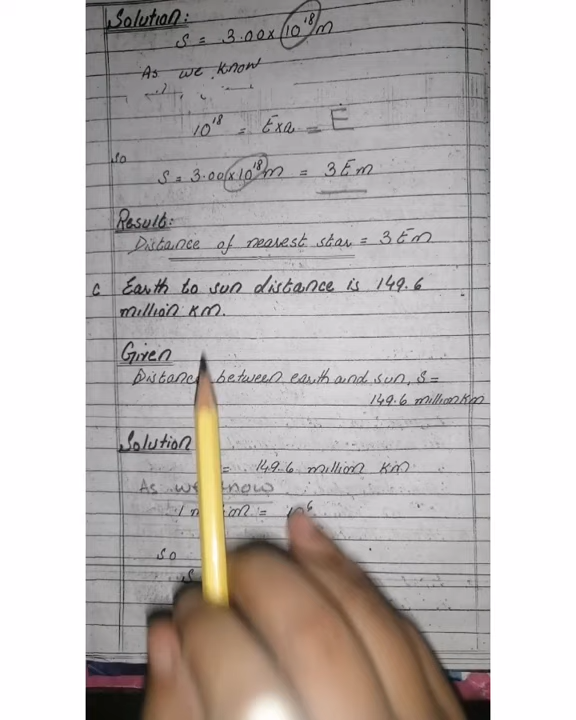 Solution:
S = 3.00 x 10^18 m
As we know
10^18 = Exa = E
so
S = 3.00 x 10^18 m = 3 Em
Result:
Distance of nearest star = 3 Em
c Earth to sun distance is 149.6
million km.
Given
Distance between earth and sun, S =
149.6 million km
Solution
= 149.6 million km
As we know
= 10^6
so
S